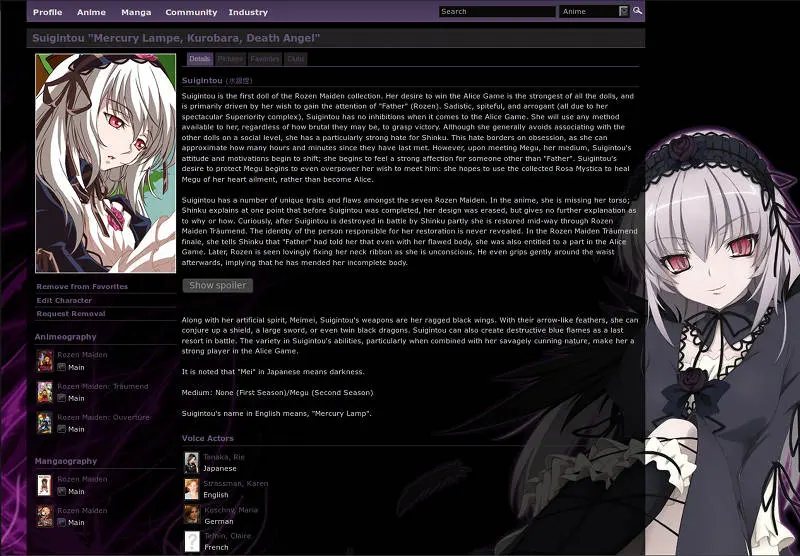 Profile Anime Manga Community Industry
Search Anime
Suigintou "Mercury Lampe, Kurobara, Death Angel"
Details Pictures Favorites Clubs
Suigintou (水銀燈)
Suigintou is the first doll of the Rozen Maiden collection. Her desire to win the Alice Game is the strongest of all the dolls, and
is primarily driven by her wish to gain the attention of "Father" (Rozen). Sadistic, spiteful, and arrogant (all due to her
spectacular Superiority complex), Suigintou has no inhibitions when it comes to the Alice Game. She will use any method
available to her, regardless of how brutal they may be, to grasp victory. Although she generally avoids associating with the
other dolls on a social level, she has a particularly strong hate for Shinku. This hate borders on obsession, as she can
approximate how many hours and minutes since they have last met. However, upon meeting Megu, her medium, Suigintou's
attitude and motivations begin to shift; she begins to feel a strong affection for someone other than "Father". Suigintou's
desire to protect Megu begins to even overpower her wish to meet him: she hopes to use the collected Rosa Mystica to heal
Megu of her heart ailment, rather than become Alice.
Suigintou has a number of unique traits and flaws amongst the seven Rozen Maiden. In the anime, she is missing her torso;
Shinku explains at one point that before Suigintou was completed, her design was erased, but gives no further explanation as
to why or how. Curiously, after Suigintou is destroyed in battle by Shinku partly she is restored mid-way through Rozen
Maiden Träumend. The identity of the person responsible for her restoration is never revealed. In the Rozen Maiden Träumend
finale, she tells Shinku that "Father" had told her that even with her flawed body, she was also entitled to a part in the Alice
Game. Later, Rozen is seen lovingly fixing her neck ribbon as she is unconscious. He even grips gently around the waist
afterwards, implying that he has mended her incomplete body.
Show spoiler
Along with her artificial spirit, Meimei, Suigintou's weapons are her ragged black wings. With their arrow-like feathers, she can
conjure up a shield, a large sword, or even twin black dragons. Suigintou can also create destructive blue flames as a last
resort in battle. The variety in Suigintou's abilities, particularly when combined with her savagely cunning nature, make her a
strong player in the Alice Game.
It is noted that "Mei" in Japanese means darkness.
Medium: None (First Season)/Megu (Second Season)
Suigintou's name in English means, "Mercury Lamp".
Voice Actors
Tanaka, Rie
Japanese
Strassman, Karen
English
Koschny, Maria
German
Tefnin, Claire
French
Remove from Favorites
Edit Character
Request Removal
Animeography
Rozen Maiden
Main
Rozen Maiden: Träumend
Main
Rozen Maiden: Ouvertüre
Main
Mangaography
Rozen Maiden
Main
Rozen Maiden
Main